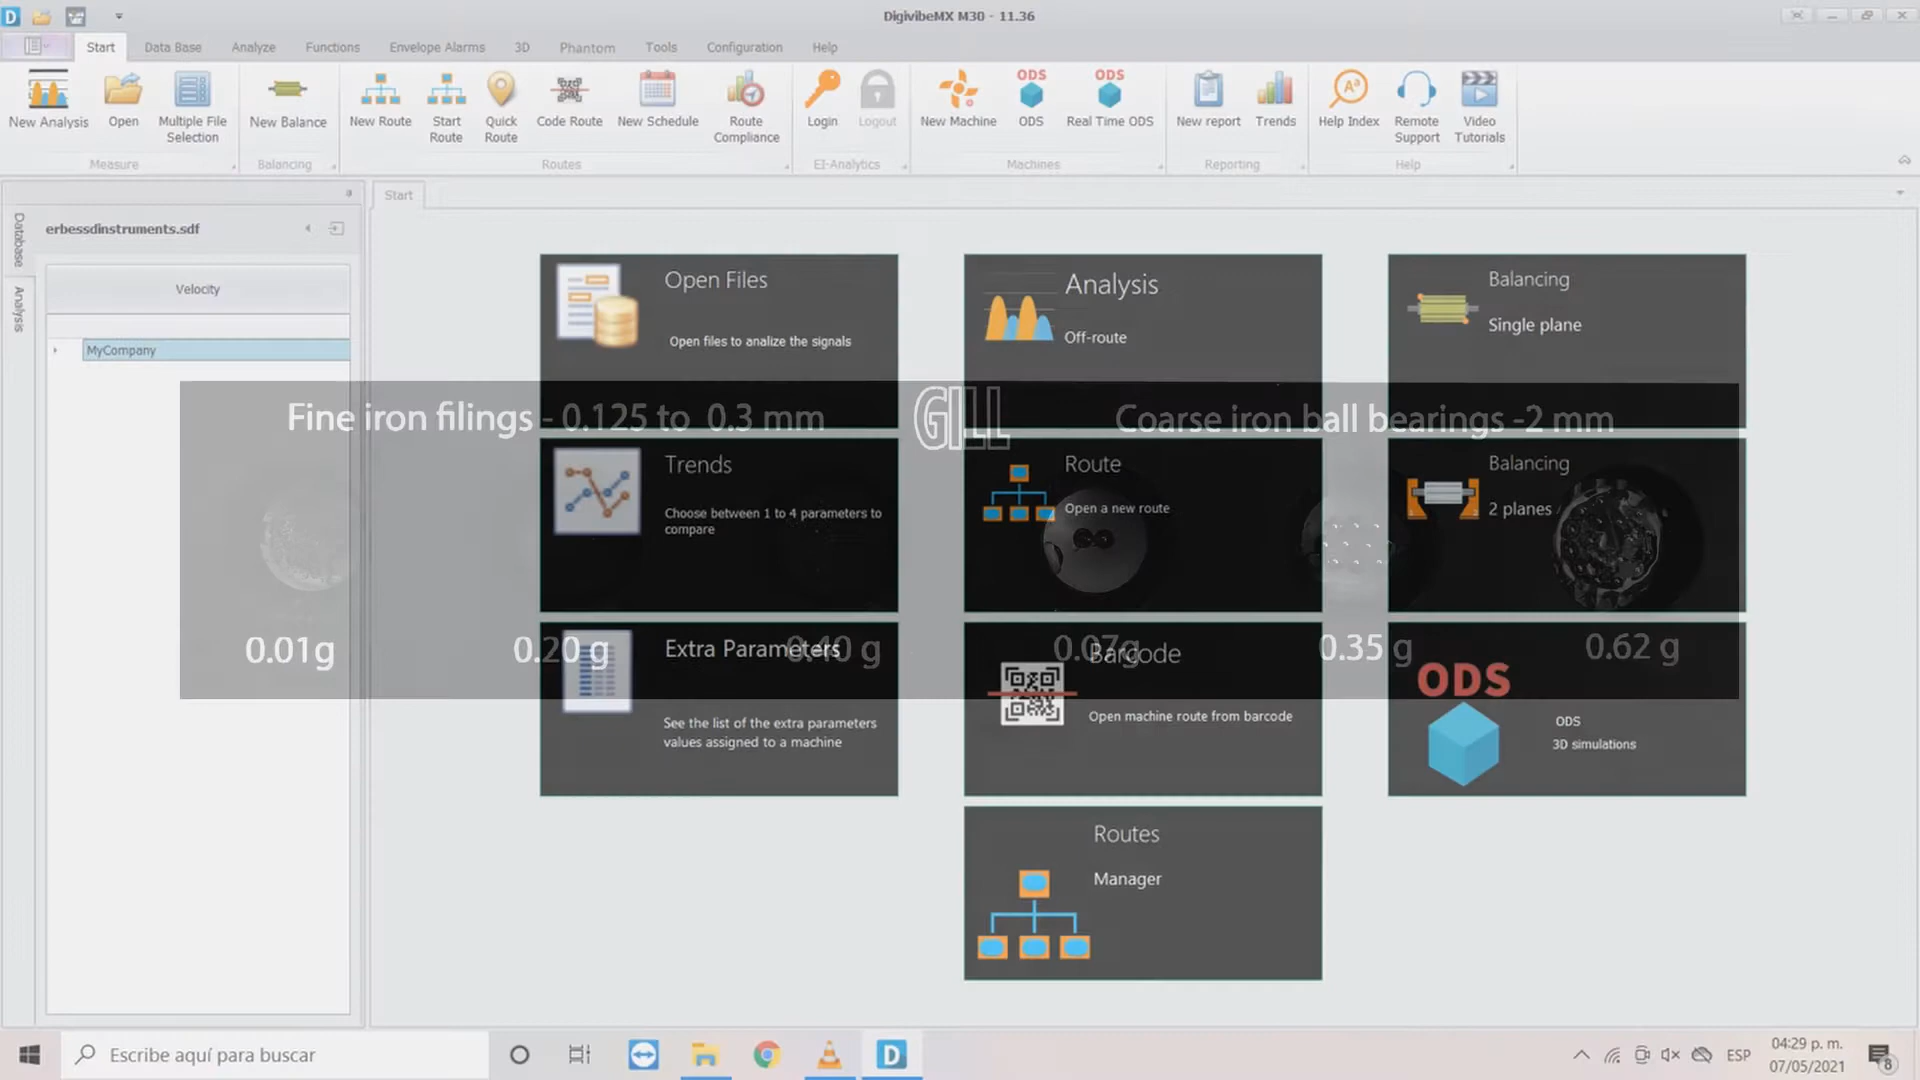 DigivibeMX M30 - 11.36
Start Data Base Analyze Functions Envelope Alarms 3D Phantom Tools Configuration Help
New Analysis
Open
Multiple File Selection
Measure
New Balance
Balancing
New Route
Start Route
Quick Route
Code Route
New Schedule
Route Compliance
Routes
Login
Logout
EI-Analytics
New Machine
ODS
ODS
ODS
Real Time ODS
Machines
New report
Trends
Reporting
Help Index
Remote Support
Video Tutorials
Help
Database
Analysis
erbessdinstruments.sdf
Velocity
MyCompany
Start
Open Files
Open files to analize the signals
Analysis
Off-route
Balancing
Single plane
Fine iron filings - 0.125 to 0.3 mm
GILL
Coarse iron ball bearings -2 mm
Trends
Choose between 1 to 4 parameters to
compare
Route
Open a new route
Balancing
2 planes
0.01g
0.20 g
0.40 g
0.07g
0.35 g
0.62 g
Extra Parameters
See the list of the extra parameters
values assigned to a machine
Barcode
Open machine route from barcode
ODS
ODS
3D simulations
Routes
Manager
Escribe aquí para buscar
ESP
04:29 p. m.
07/05/2021
8